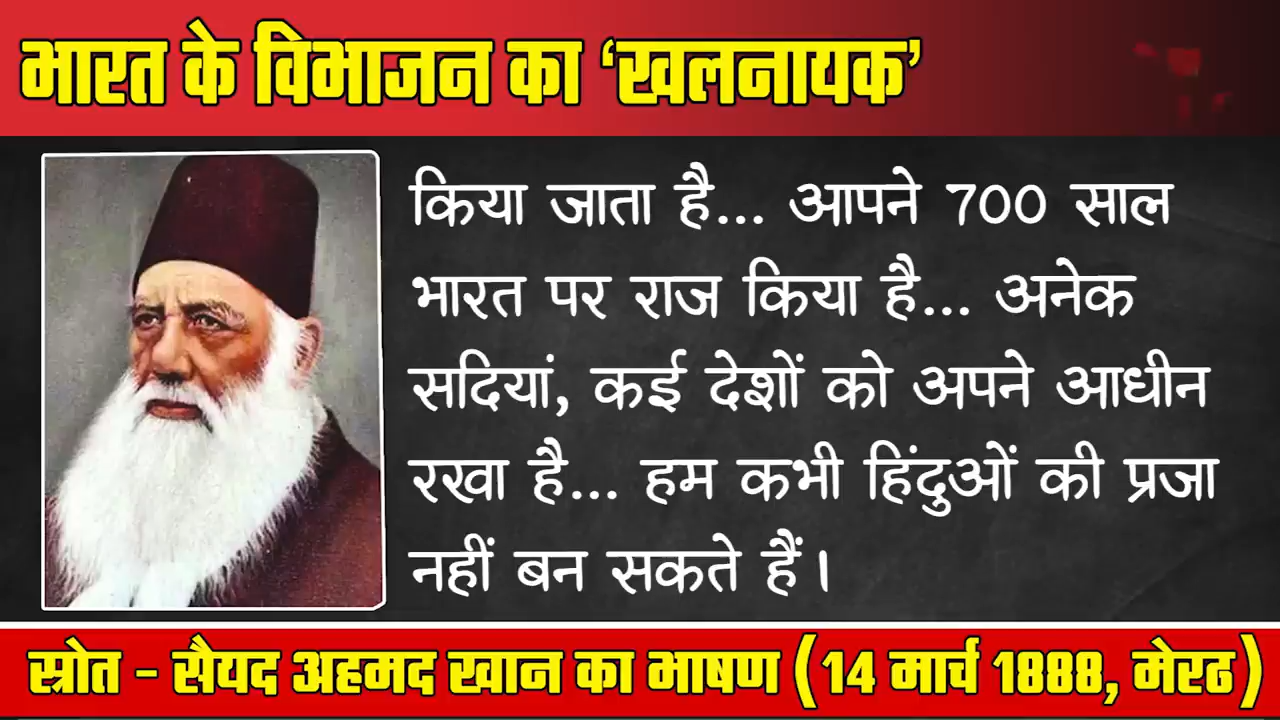 भारत के विभाजन का ‘खलनायक’
किया जाता है... आपने 700 साल
भारत पर राज किया है... अनेक
सदियां, कई देशों को अपने आधीन
रखा है... हम कभी हिंदुओं की प्रजा
नहीं बन सकते हैं।
स्रोत - सैयद अहमद खान का भाषण (14 मार्च 1888, मेरठ)